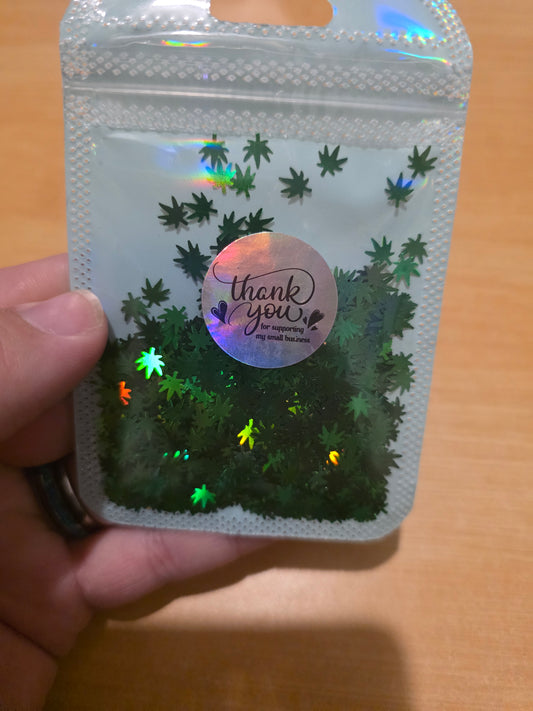 thank
you
for supporting
my small business